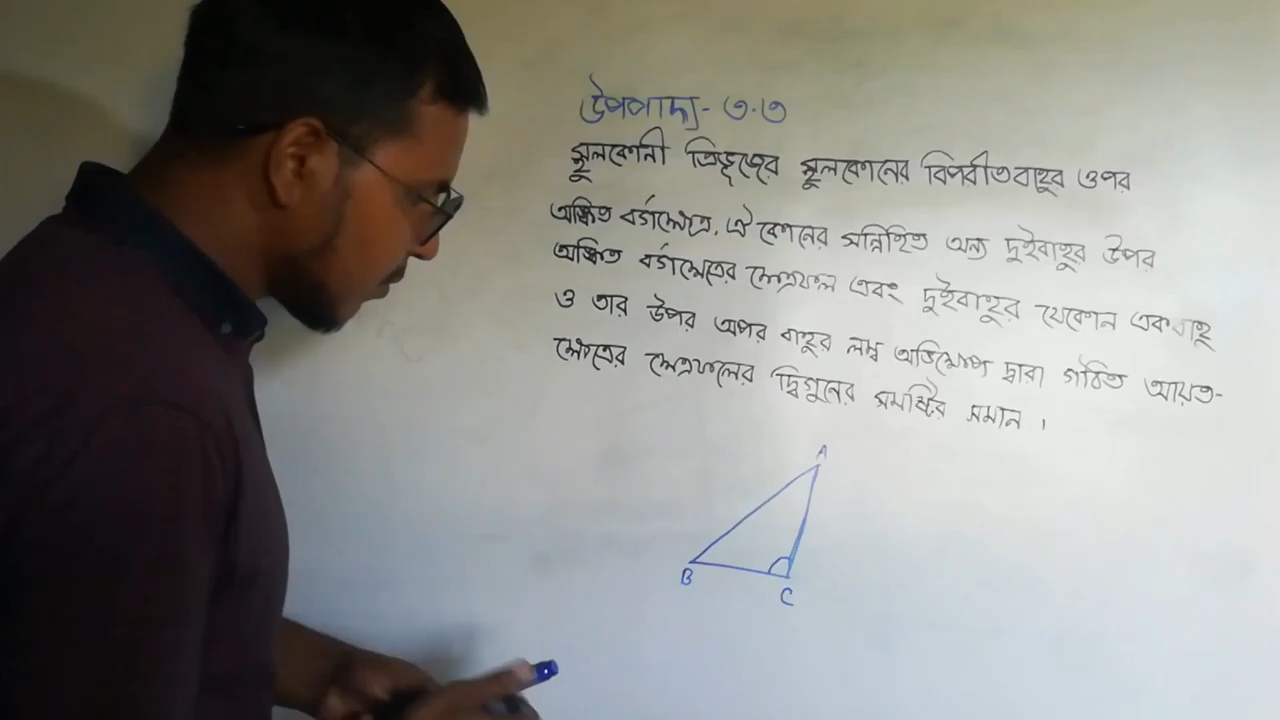 উপপাদ্য- ৩.৩
স্থূলকোনী ত্রিভূজের স্থূলকোনের বিপরীতবাহুর ওপর
অঙ্কিত বর্গক্ষেত্রে, ঐ কোনের সন্নিহিত অন্য দুইবাহুর উপর
অঙ্কিত বর্গক্ষেত্রের ক্ষেত্রফল এবং দুইবাহুর যেকোন একবাহু
ও তার উপর অপর বাহুর লম্ব অভিক্ষেপ দ্বারা গঠিত আয়ত-
ক্ষেত্রের ক্ষেত্রফলের দ্বিগুনের সমষ্টির সমান ।
A
B
C